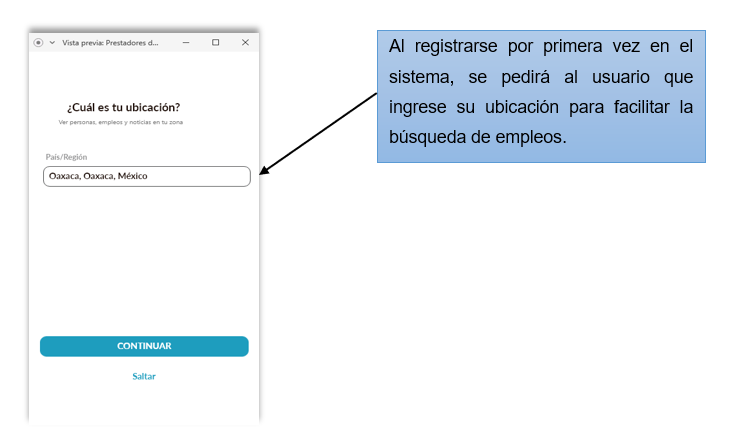 Vista previa: Prestadores d...
¿Cuál es tu ubicación?
Ver personas, empleos y noticias en tu zona
País/Región
Oaxaca, Oaxaca, México
CONTINUAR
Saltar
Al registrarse por primera vez en el
sistema, se pedirá al usuario que
ingrese su ubicación para facilitar la
búsqueda de empleos.